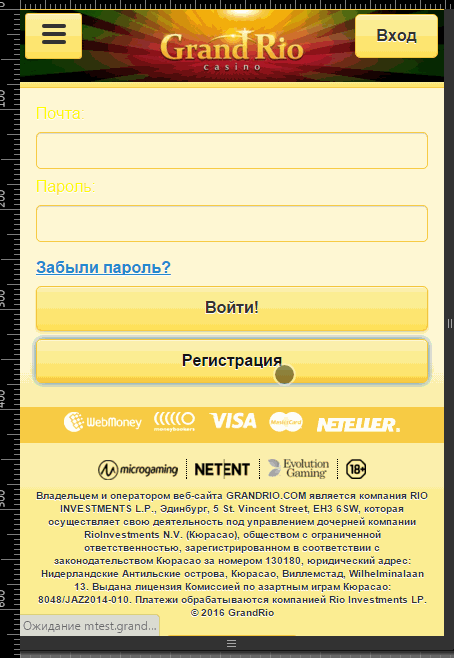 Вход
Grand Rio
casino
Почта:
Пароль:
Забыли пароль?
Войти!
Регистрация
WebMoney
moneybookers
VISA
MasterCard
NETELLER.
microgaming
NETENT
Evolution
Gaming
18+
Владельцем и оператором веб-сайта GRANDRIO.COM является компания RIO
INVESTMENTS L.P., Эдинбург, 5 St. Vincent Street, EH3 6SW, которая
осуществляет свою деятельность под управлением дочерней компании
RioInvestments N.V. (Кюрасао), обществом с ограниченной
ответственностью, зарегистрированном в соответствии с
законодательством Кюрасао за номером 130180, юридический адрес:
Нидерландские Антильские острова, Кюрасао, Виллемстад, Wilhelminalaan
13. Выдана лицензия Комиссией по азартным играм Кюрасао:
8048/JAZ2014-010. Платежи обрабатываются компанией Rio Investments LP.
© 2016 GrandRio
Ожидание mtest.grand...
100
200
300
400
500
600